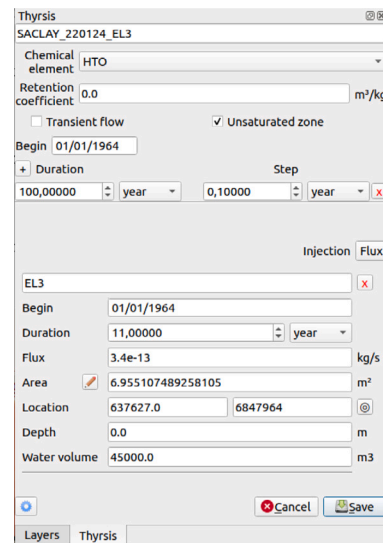 Thyrsis
SACLAY_220124_EL3
Chemical element HTO
Retention coefficient 0.0 m³/kg
Transient flow Unsaturated zone
Begin 01/01/1964
+ Duration Step
100,00000 year 0,10000 year x
Injection Flux
EL3 x
Begin 01/01/1964
Duration 11,00000 year
Flux 3.4e-13 kg/s
Area 6.955107489258105 m²
Location 637627.0 6847964
Depth 0.0 m
Water volume 45000.0 m3
Cancel Save
Layers Thyrsis